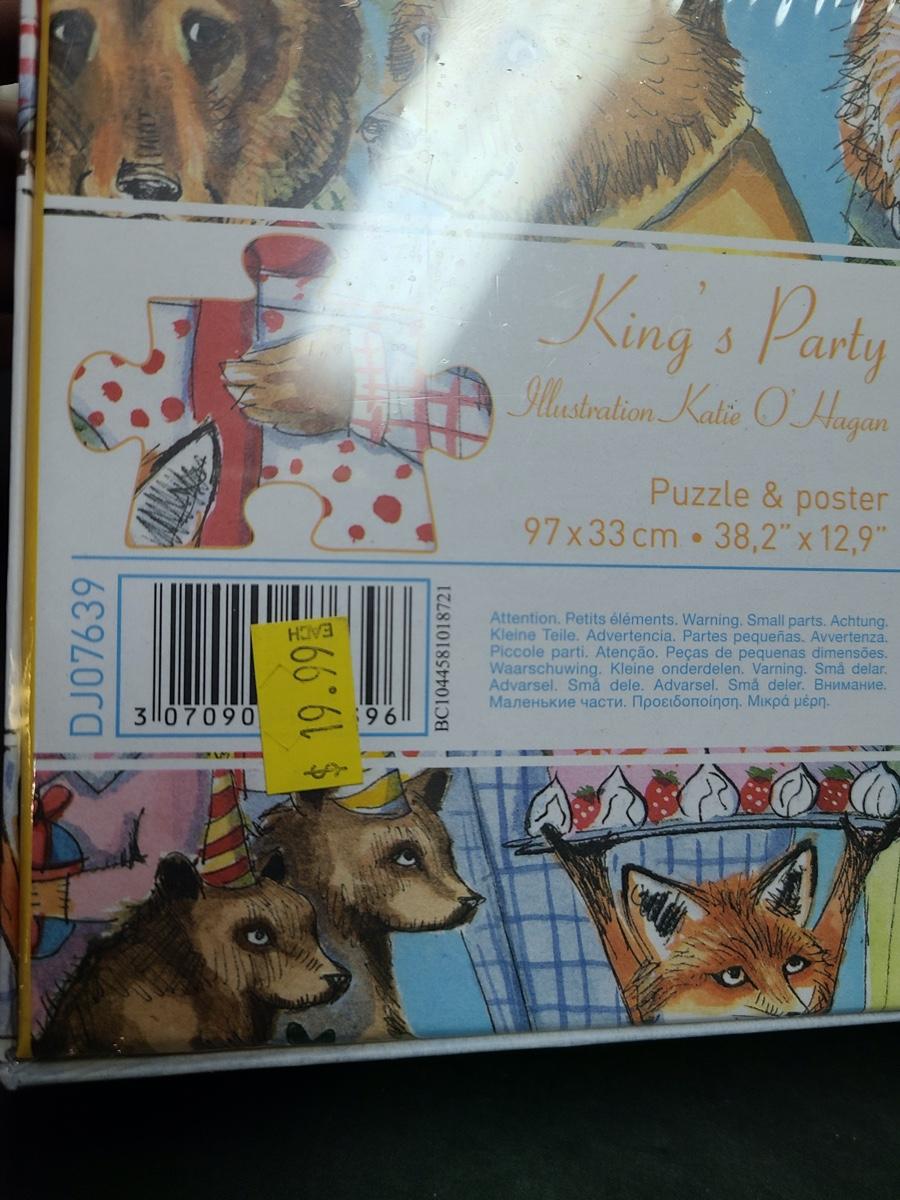 King's Party
Illustration Katie O'Hagan
Puzzle & poster
97 x 33 cm • 38,2" x 12,9"
DJ07639
3 07090 96
$ 19.99 EACH
BC1044581018721
Attention. Petits éléments. Warning. Small parts. Achtung.
Kleine Teile. Advertencia. Partes pequeñas. Avvertenza.
Piccole parti. Atenção. Peças de pequenas dimensões.
Waarschuwing. Kleine onderdelen. Varning. Små delar.
Advarsel. Små dele. Advarsel. Små deler. Внимание.
Маленькие части. Προειδοποίηση. Μικρά μέρη.